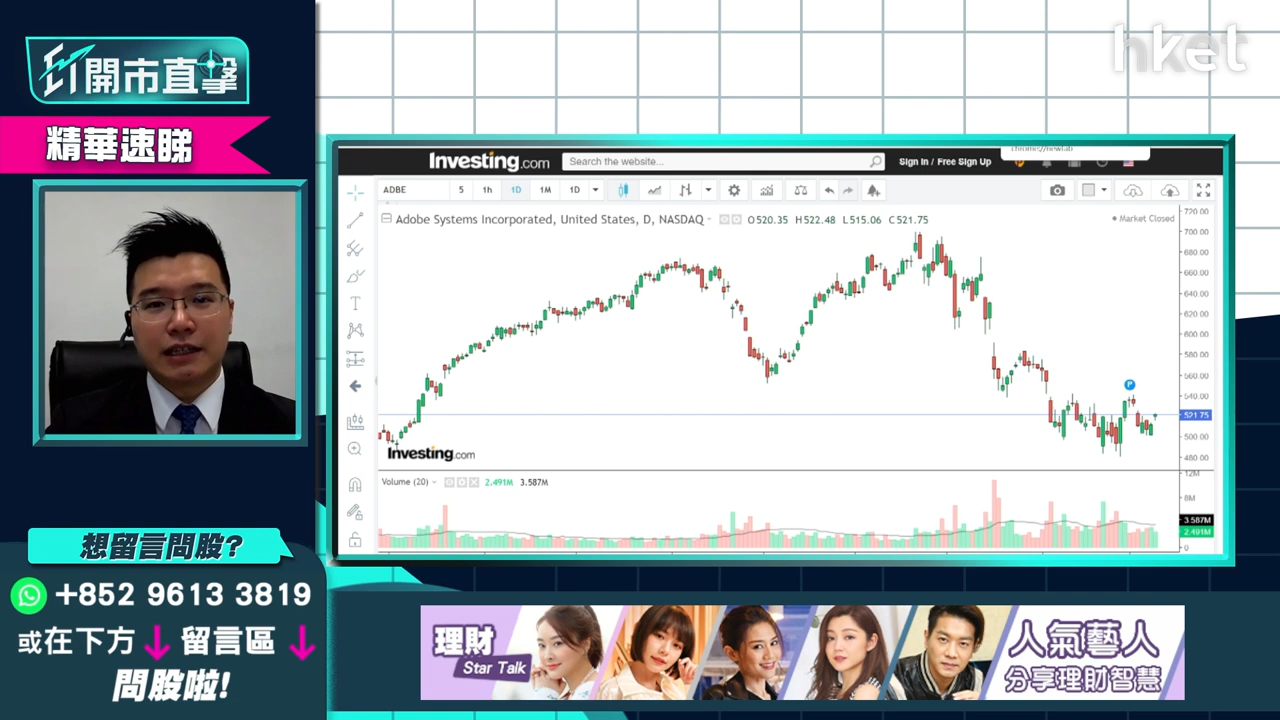 ET開市直擊
精華速睇
hket
Investing.com
Search the website...
Sign In / Free Sign Up
ADBE
5
1h
1D
1M
1D
Adobe Systems Incorporated, United States, D, NASDAQ
O520.35 H522.48 L515.06 C521.75
Market Closed
720.00
700.00
680.00
660.00
640.00
620.00
600.00
580.00
560.00
540.00
521.75
500.00
480.00
P
Investing.com
Volume (20)
2.491M 3.587M
12M
8M
3.587M
2.491M
0
想留言問股?
+852 9613 3819
或在下方 留言區
問股啦!
理財
Star Talk
人氣藝人
分享理財智慧